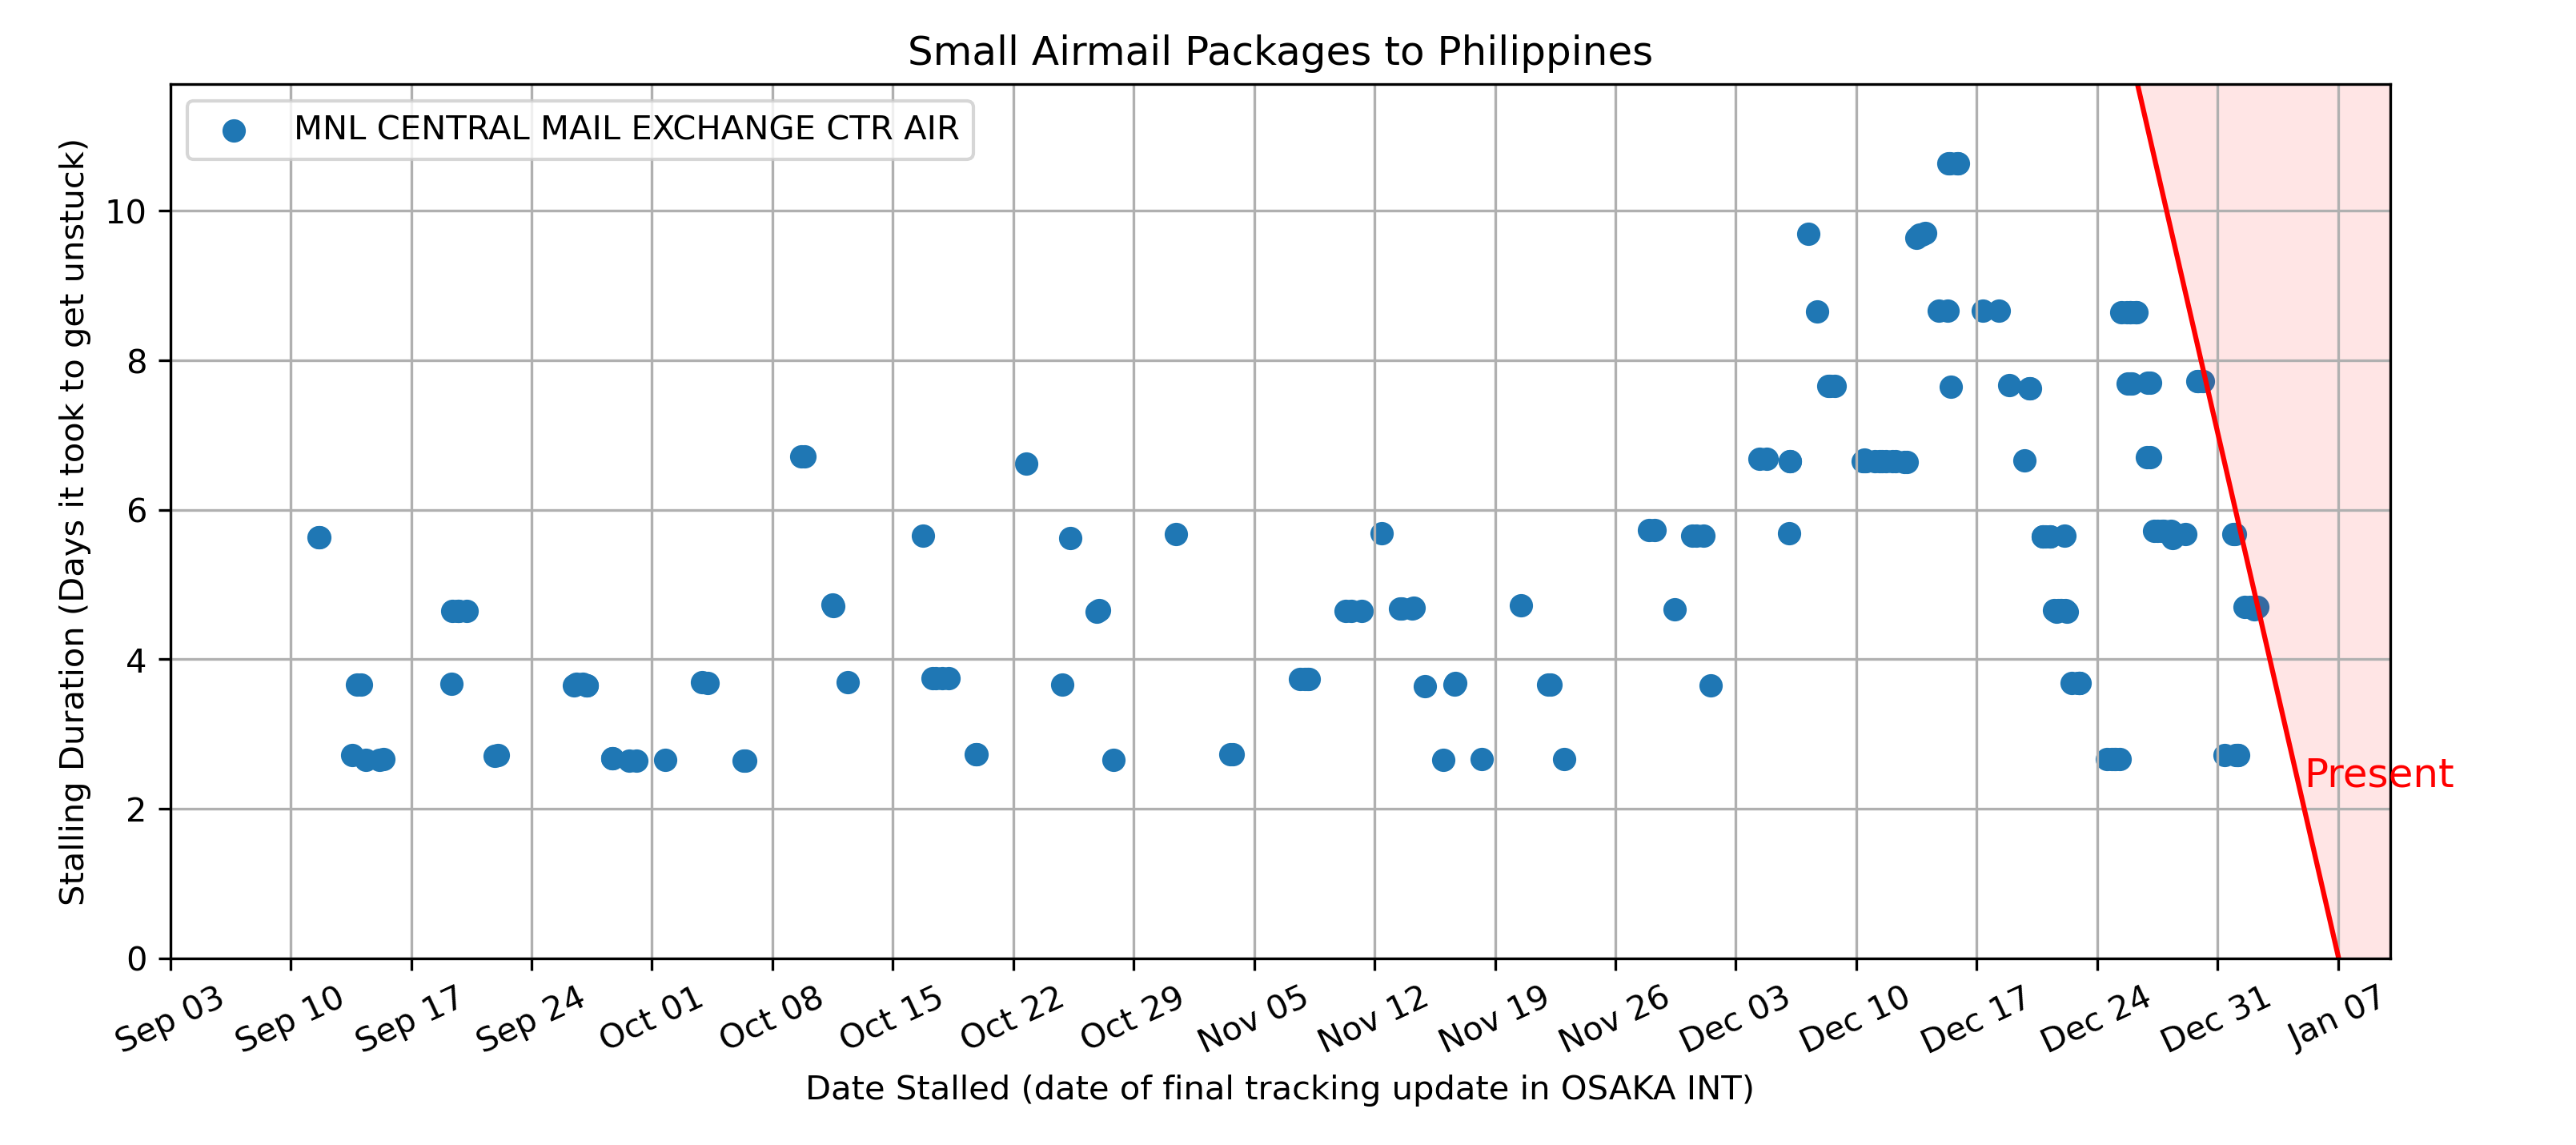 Small Airmail Packages to Philippines
MNL CENTRAL MAIL EXCHANGE CTR AIR
Stalling Duration (Days it took to get unstuck)
10
8
6
4
2
0
Present
Sep 03
Sep 10
Sep 17
Sep 24
Oct 01
Oct 08
Oct 15
Oct 22
Oct 29
Nov 05
Nov 12
Nov 19
Nov 26
Dec 03
Dec 10
Dec 17
Dec 24
Dec 31
Jan 07
Date Stalled (date of final tracking update in OSAKA INT)